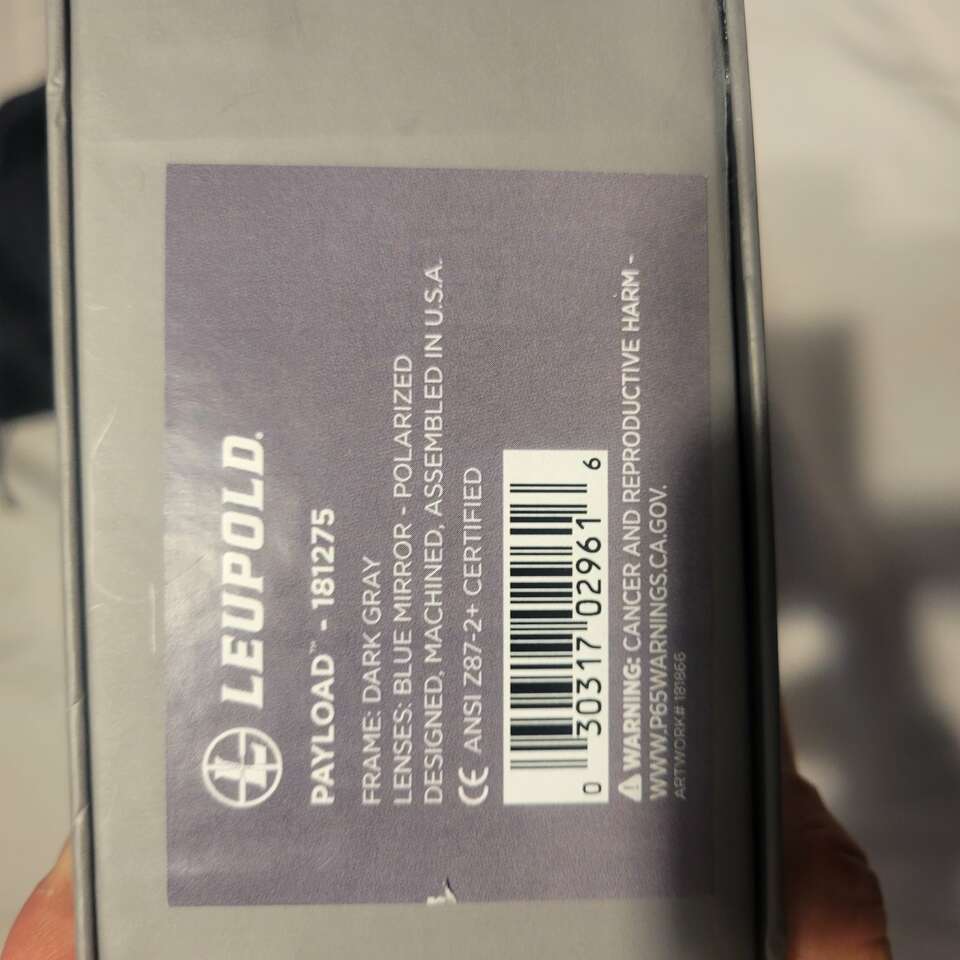 LEUPOLD.
PAYLOAD™ - 181275
FRAME: DARK GRAY
LENSES: BLUE MIRROR - POLARIZED
DESIGNED, MACHINED, ASSEMBLED IN U.S.A.
CE ANSI Z87-2+ CERTIFIED
0 30317 02961 6
⚠ WARNING: CANCER AND REPRODUCTIVE HARM -
WWW.P65WARNINGS.CA.GOV.
ARTWORK# 181866